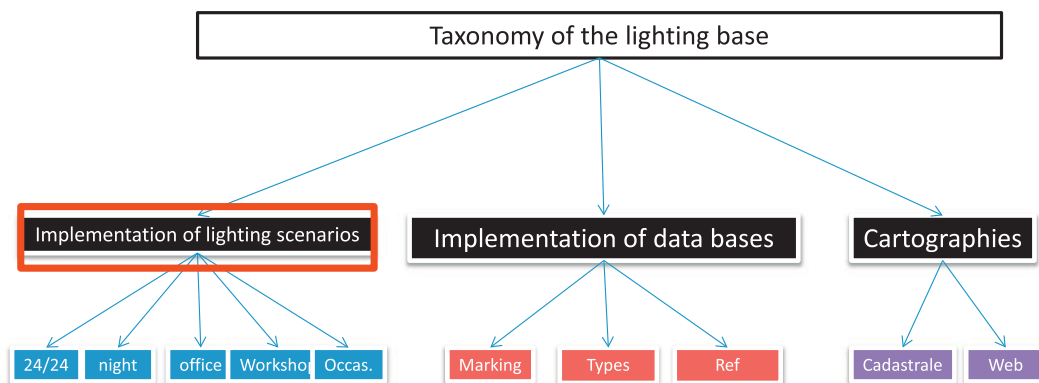 Taxonomy of the lighting base
Implementation of lighting scenarios
Implementation of data bases
Cartographies
24/24
night
office
Workshop
Occas.
Marking
Types
Ref
Cadastrale
Web